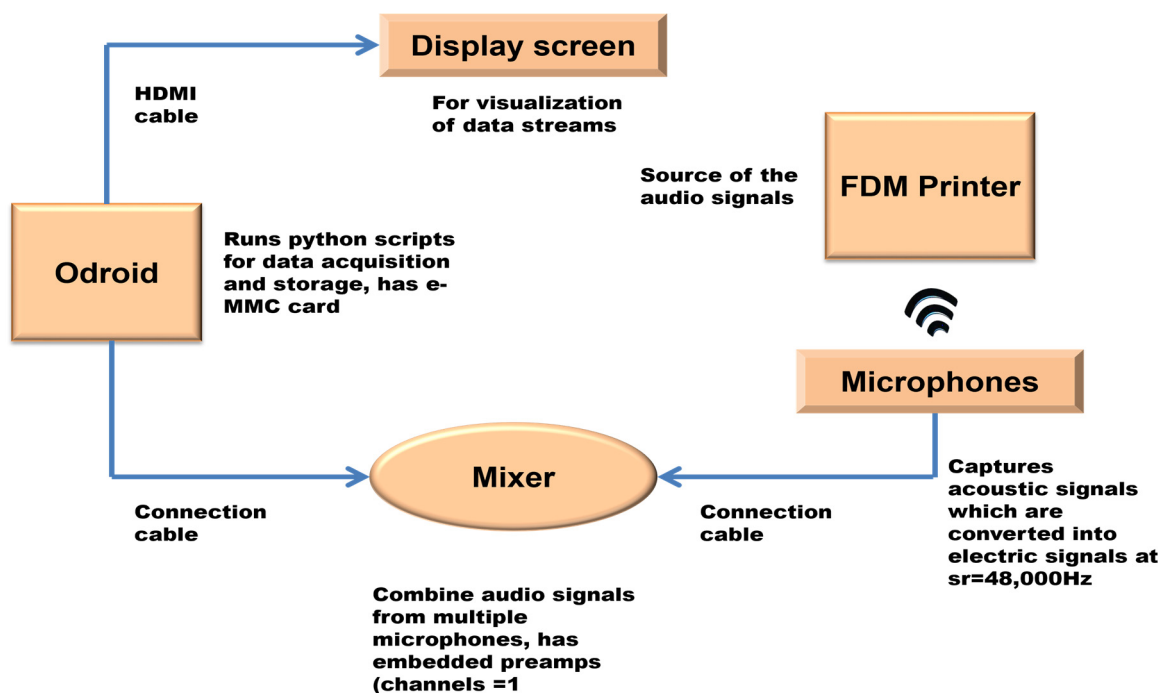 Display screen
HDMI
cable
For visualization
of data streams
Source of the
audio signals
FDM Printer
Odroid
Runs python scripts
for data acquisition
and storage, has e-
MMC card
Microphones
Mixer
Connection
cable
Connection
cable
Captures
acoustic signals
which are
converted into
electric signals at
sr=48,000Hz
Combine audio signals
from multiple
microphones, has
embedded preamps
(channels =1